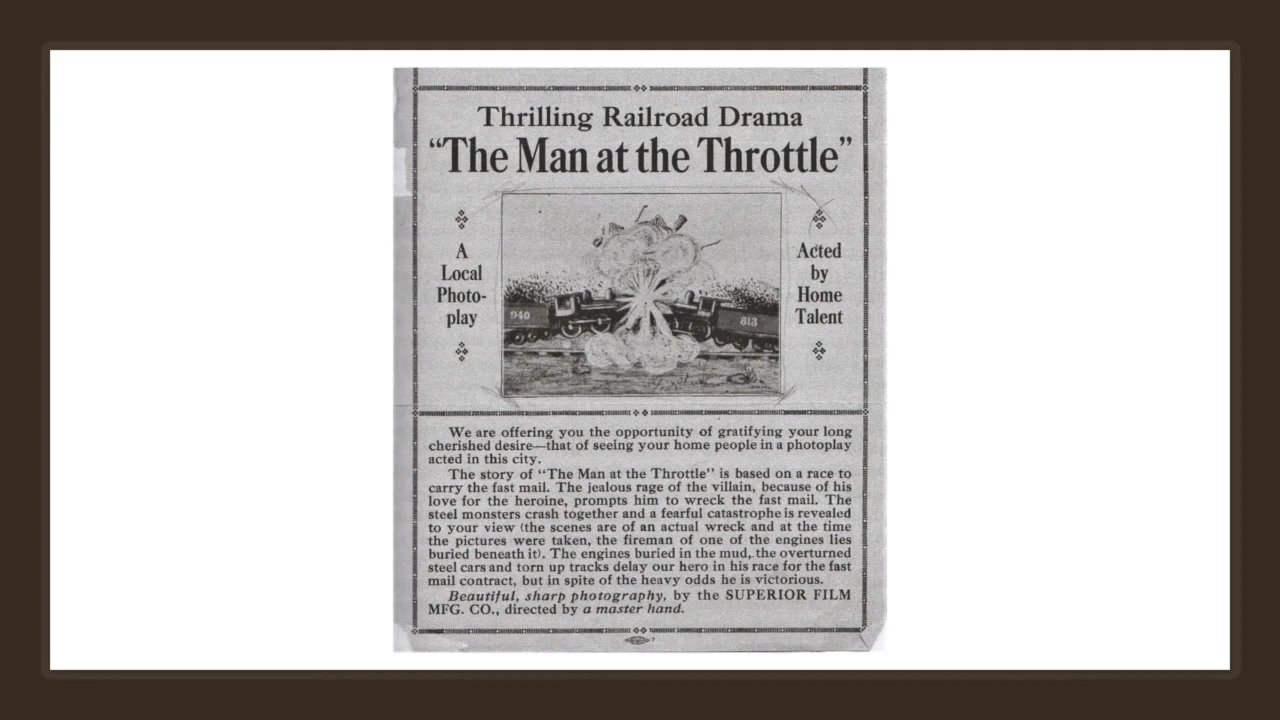 Thrilling Railroad Drama
“The Man at the Throttle”
A
Local
Photo-
play
Acted
by
Home
Talent
940
813
We are offering you the opportunity of gratifying your long
cherished desire—that of seeing your home people in a photoplay
acted in this city.
The story of “The Man at the Throttle” is based on a race to
carry the fast mail. The jealous rage of the villain, because of his
love for the heroine, prompts him to wreck the fast mail. The
steel monsters crash together and a fearful catastrophe is revealed
to your view (the scenes are of an actual wreck and at the time
the pictures were taken, the fireman of one of the engines lies
buried beneath it). The engines buried in the mud, the overturned
steel cars and torn up tracks delay our hero in his race for the fast
mail contract, but in spite of the heavy odds he is victorious.
Beautiful, sharp photography, by the SUPERIOR FILM
MFG. CO., directed by a master hand.
7